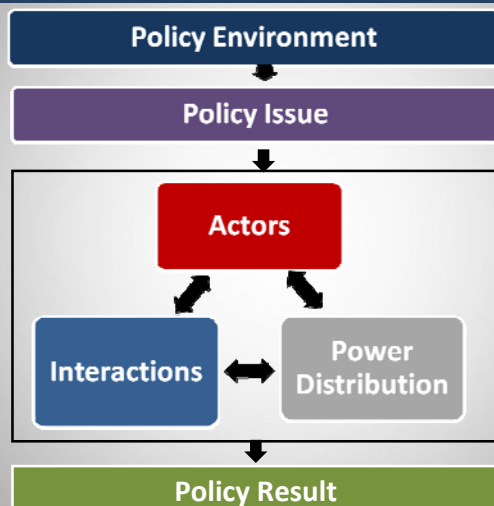 Policy Environment
Policy Issue
Actors
Interactions
Power
Distribution
Policy Result